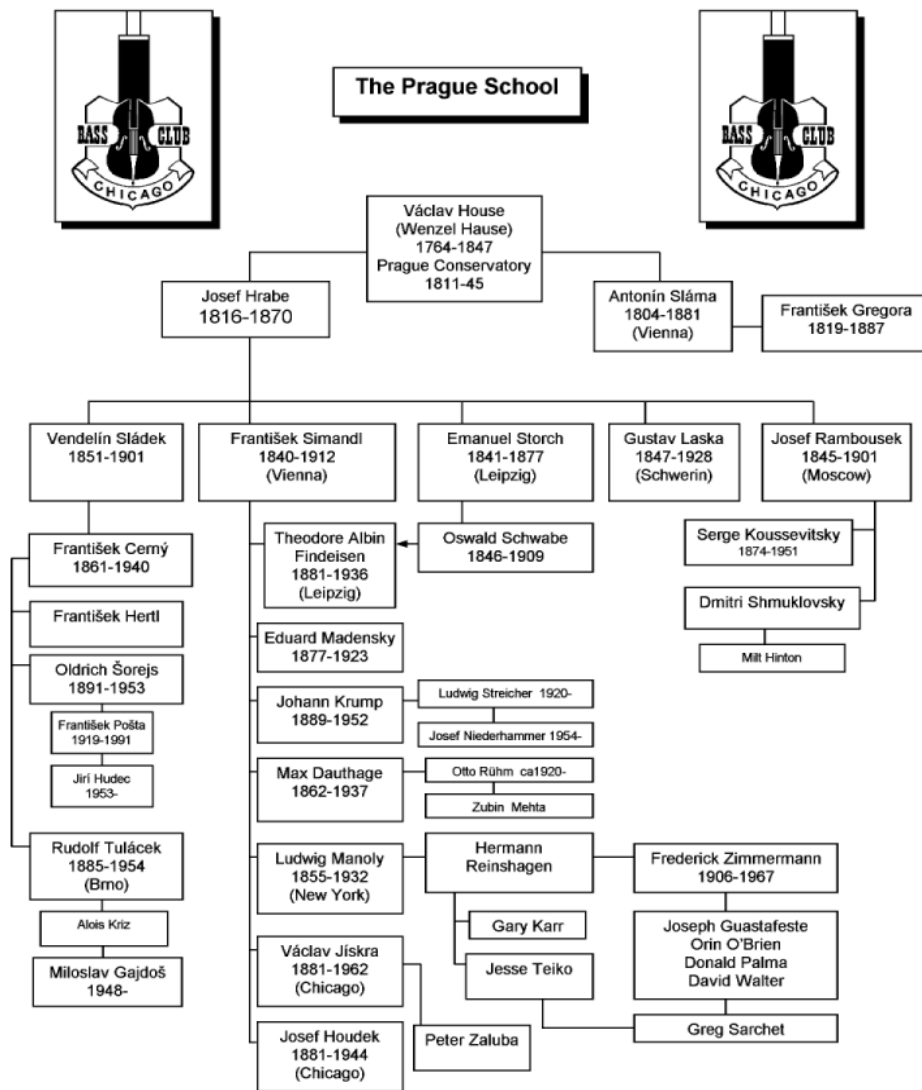 The Prague School
BASS CLUB
CHICAGO
BASS CLUB
CHICAGO
Václav House
(Wenzel Hause)
1764-1847
Prague Conservatory
1811-45
Josef Hrabe
1816-1870
Antonín Sláma
1804-1881
(Vienna)
František Gregora
1819-1887
Vendelín Sládek
1851-1901
František Simandl
1840-1912
(Vienna)
Emanuel Storch
1841-1877
(Leipzig)
Gustav Laska
1847-1928
(Schwerin)
Josef Rambousek
1845-1901
(Moscow)
František Cerný
1861-1940
František Hertl
Oldrich Šorejs
1891-1953
František Pošta
1919-1991
Jirí Hudec
1953-
Rudolf Tulácek
1885-1954
(Brno)
Alois Kriz
Miloslav Gajdoš
1948-
Theodore Albin
Findeisen
1881-1936
(Leipzig)
Oswald Schwabe
1846-1909
Eduard Madensky
1877-1923
Johann Krump
1889-1952
Ludwig Streicher 1920-
Josef Niederhammer 1954-
Max Dauthage
1862-1937
Otto Rühm ca1920-
Zubin Mehta
Ludwig Manoly
1855-1932
(New York)
Hermann
Reinshagen
Frederick Zimmermann
1906-1967
Gary Karr
Jesse Teiko
Joseph Guastafeste
Orin O'Brien
Donald Palma
David Walter
Greg Sarchet
Václav Jískra
1881-1962
(Chicago)
Peter Zaluba
Josef Houdek
1881-1944
(Chicago)
Serge Koussevitsky
1874-1951
Dmitri Shmuklovsky
Milt Hinton